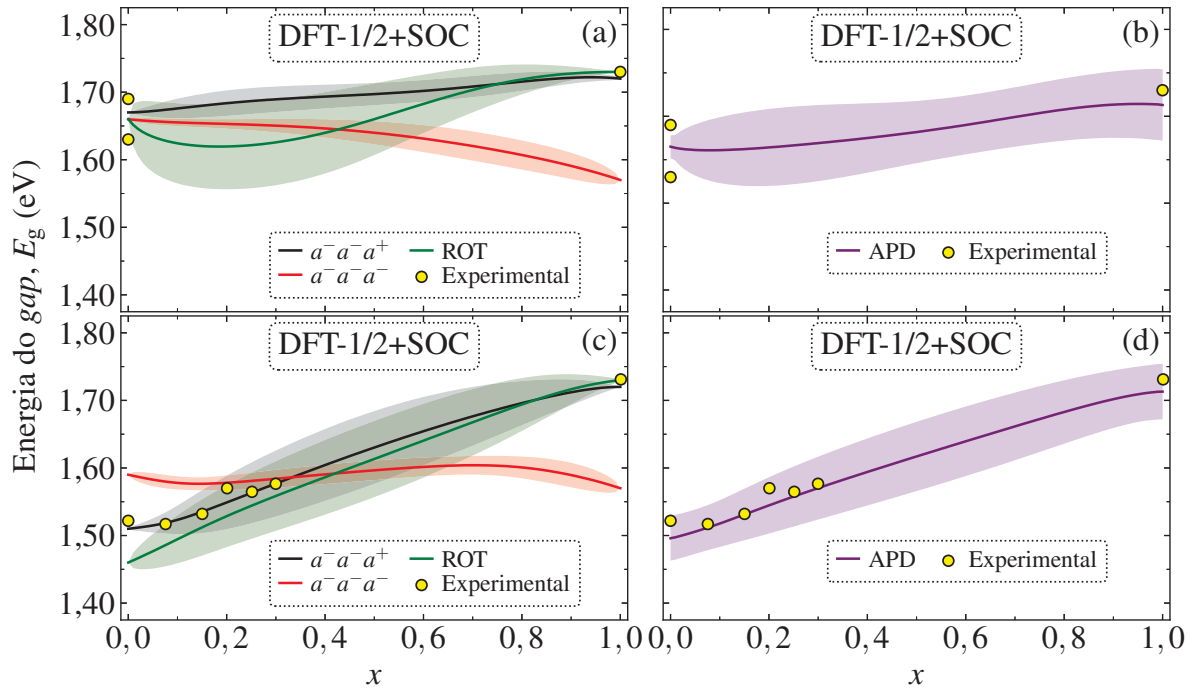 Energia do gap, E_g (eV)
1,80
1,70
1,60
1,50
1,40
DFT-1/2+SOC
(a)
a⁻a⁻a⁺
ROT
a⁻a⁻a⁻
Experimental
DFT-1/2+SOC
(b)
APD
Experimental
1,80
1,70
1,60
1,50
1,40
DFT-1/2+SOC
(c)
a⁻a⁻a⁺
ROT
a⁻a⁻a⁻
Experimental
0,0 0,2 0,4 0,6 0,8 1,0
x
DFT-1/2+SOC
(d)
APD
Experimental
0,0 0,2 0,4 0,6 0,8 1,0
x